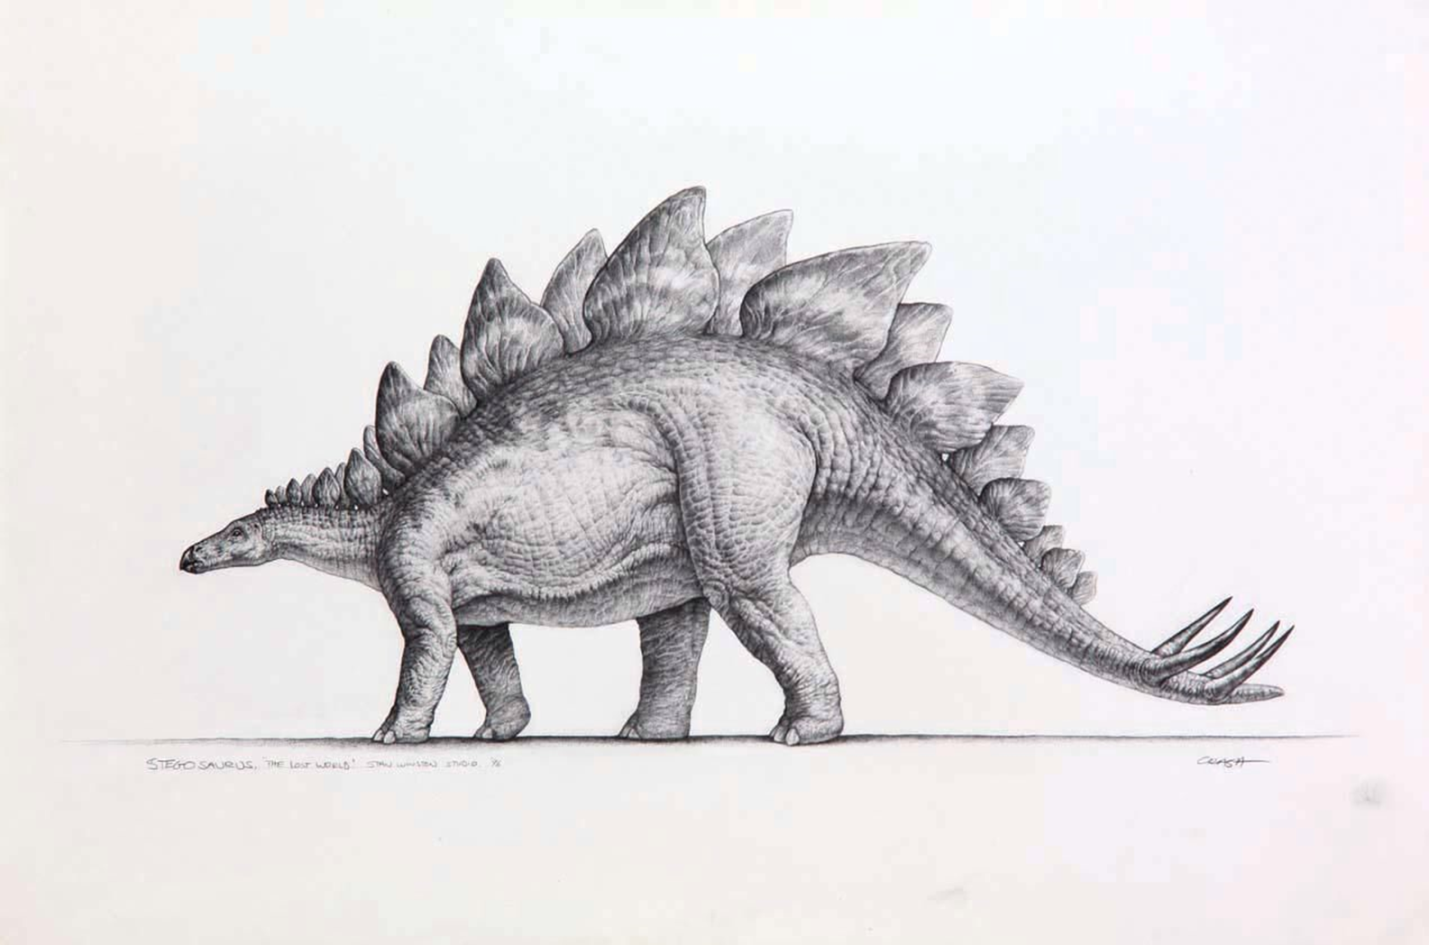 STEGOSAURUS, "THE LOST WORLD" STAN WINSTON STUDIO.
CRASH